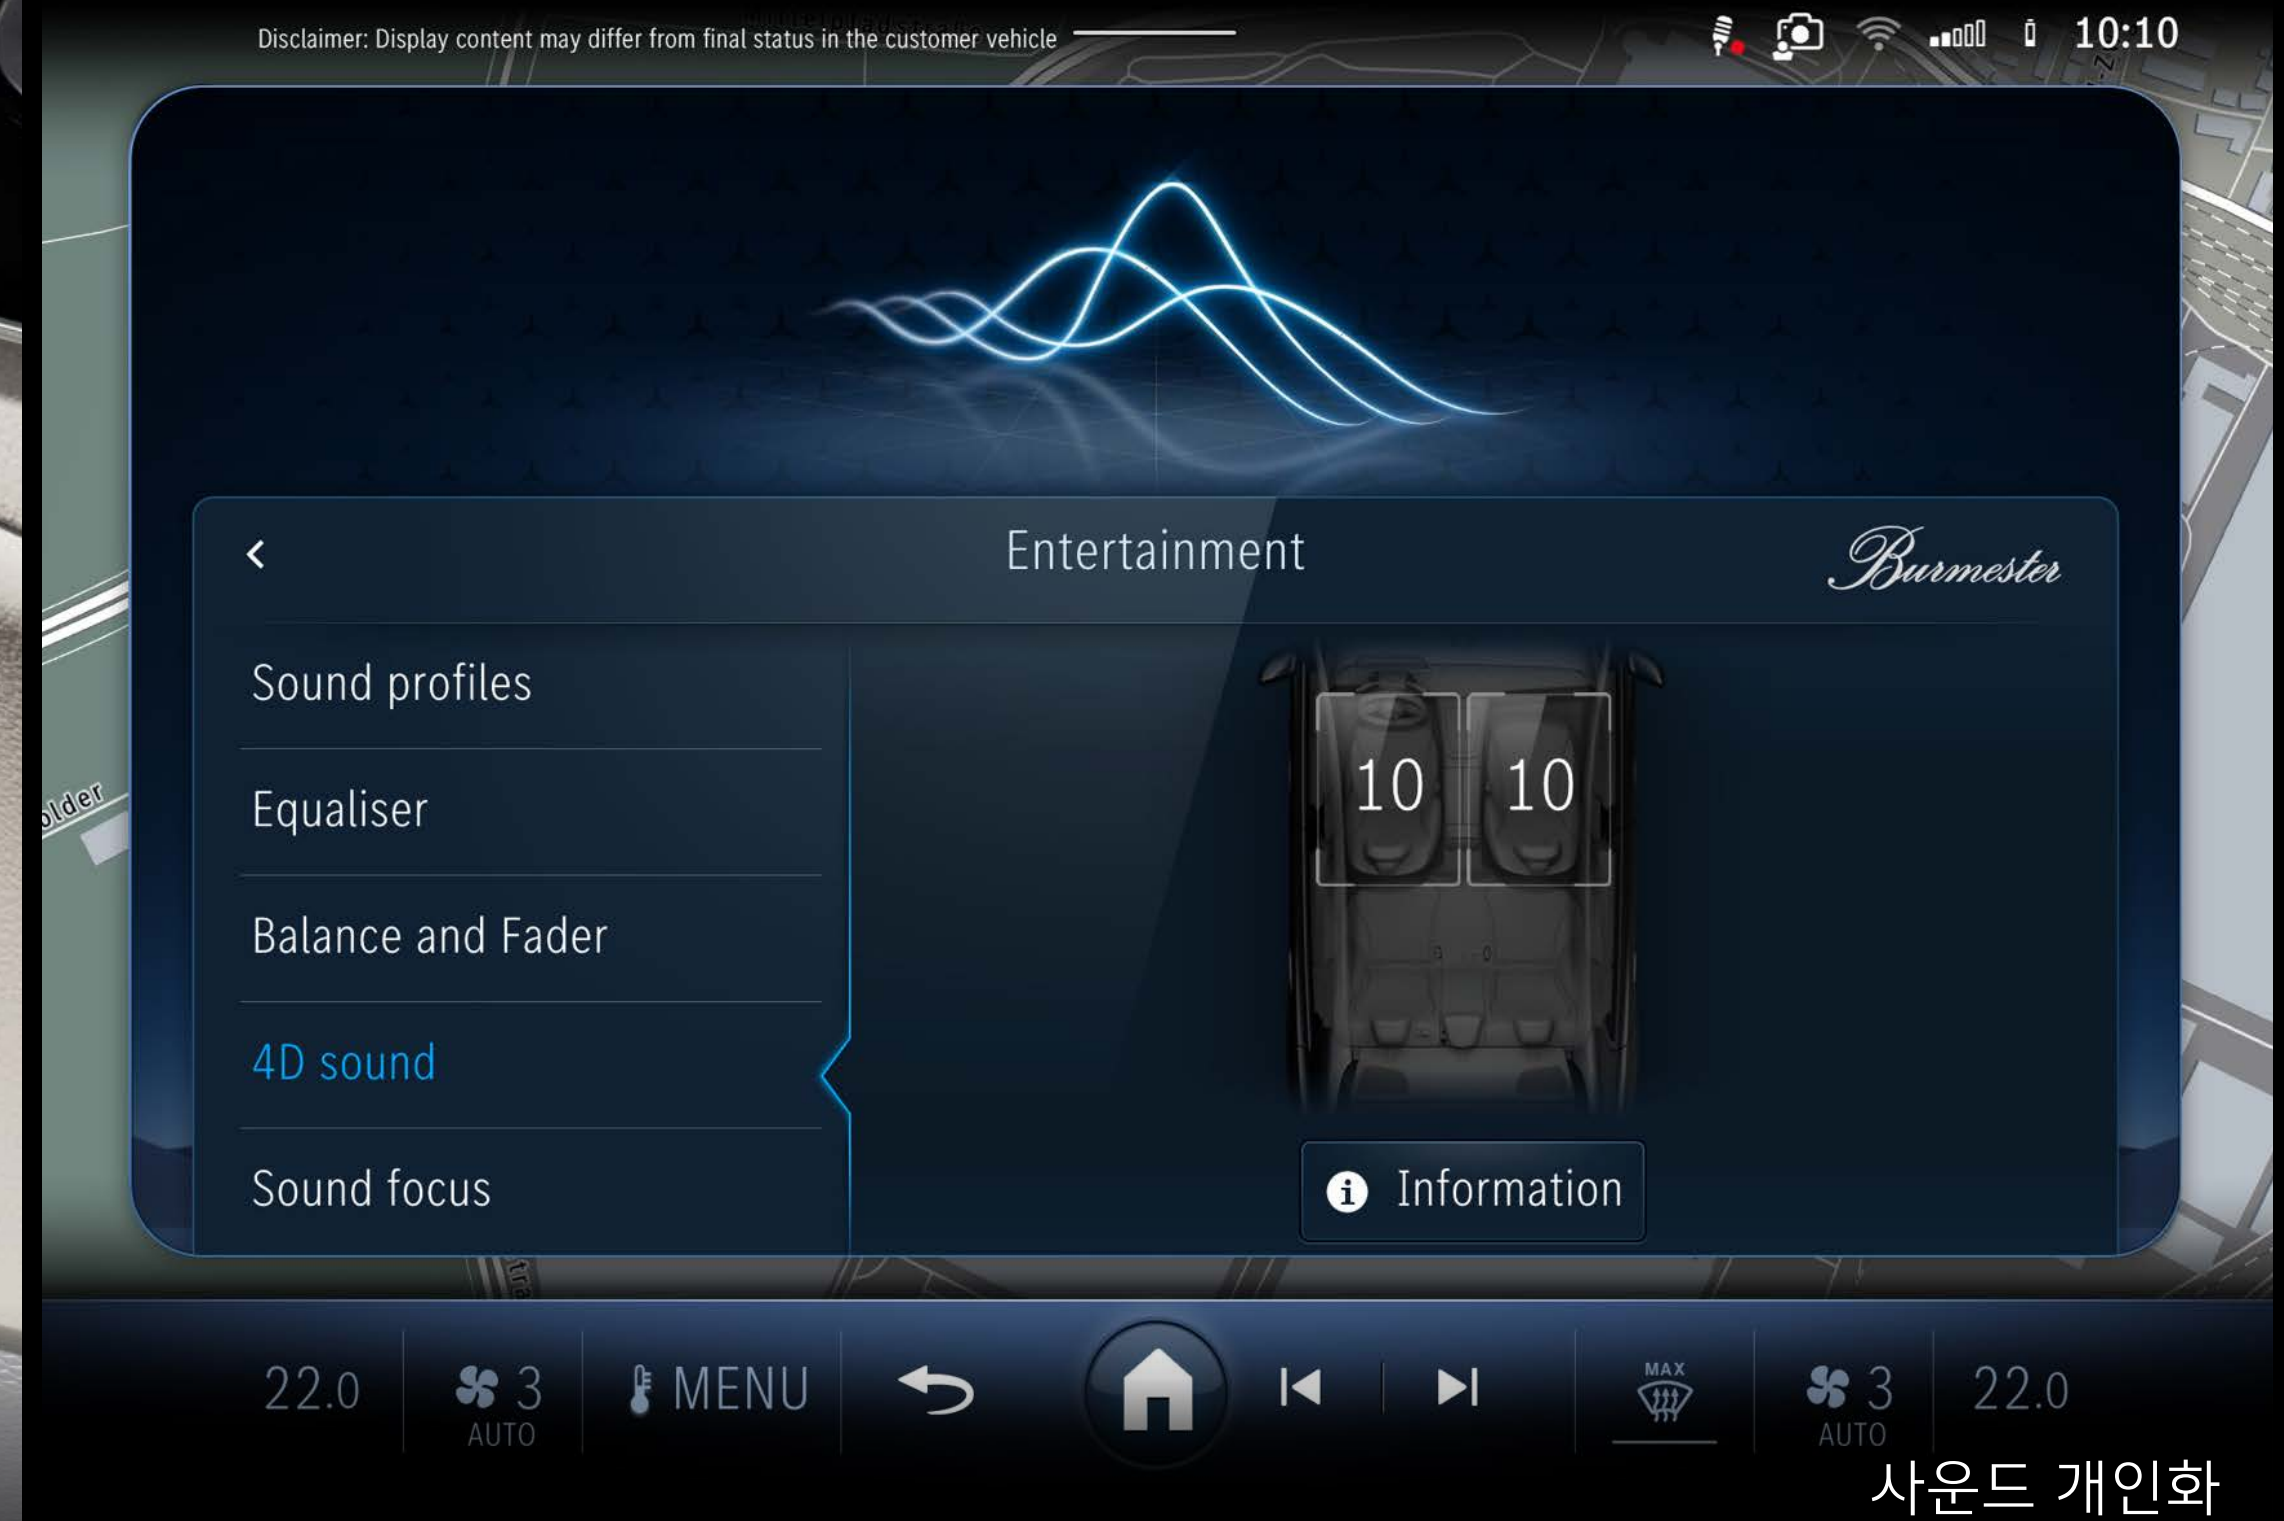 Disclaimer: Display content may differ from final status in the customer vehicle
10:10
Entertainment
Burmester
Sound profiles
Equaliser
Balance and Fader
4D sound
Sound focus
10 10
Information
older
22.0
3
AUTO
MENU
MAX
3
AUTO
22.0
사운드 개인화